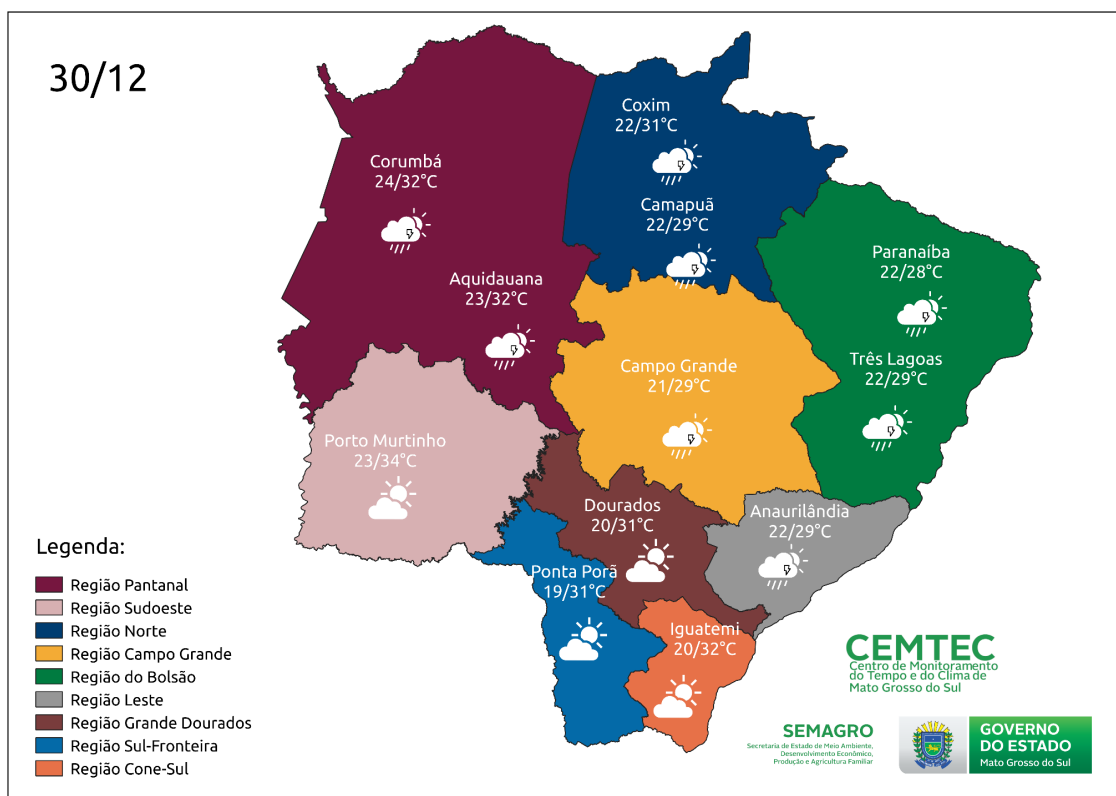 30/12
Coxim
22/31°C
Corumbá
24/32°C
Camapuã
22/29°C
Paranaíba
22/28°C
Aquidauana
23/32°C
Campo Grande
21/29°C
Três Lagoas
22/29°C
Porto Murtinho
23/34°C
Dourados
20/31°C
Anaurilândia
22/29°C
Ponta Porã
19/31°C
Iguatemi
20/32°C
Legenda:
Região Pantanal
Região Sudoeste
Região Norte
Região Campo Grande
Região do Bolsão
Região Leste
Região Grande Dourados
Região Sul-Fronteira
Região Cone-Sul
CEMTEC
Centro de Monitoramento
do Tempo e do Clima de
Mato Grosso do Sul
SEMAGRO
Secretaria de Estado de Meio Ambiente,
Desenvolvimento Econômico,
Produção e Agricultura Familiar
GOVERNO
DO ESTADO
Mato Grosso do Sul